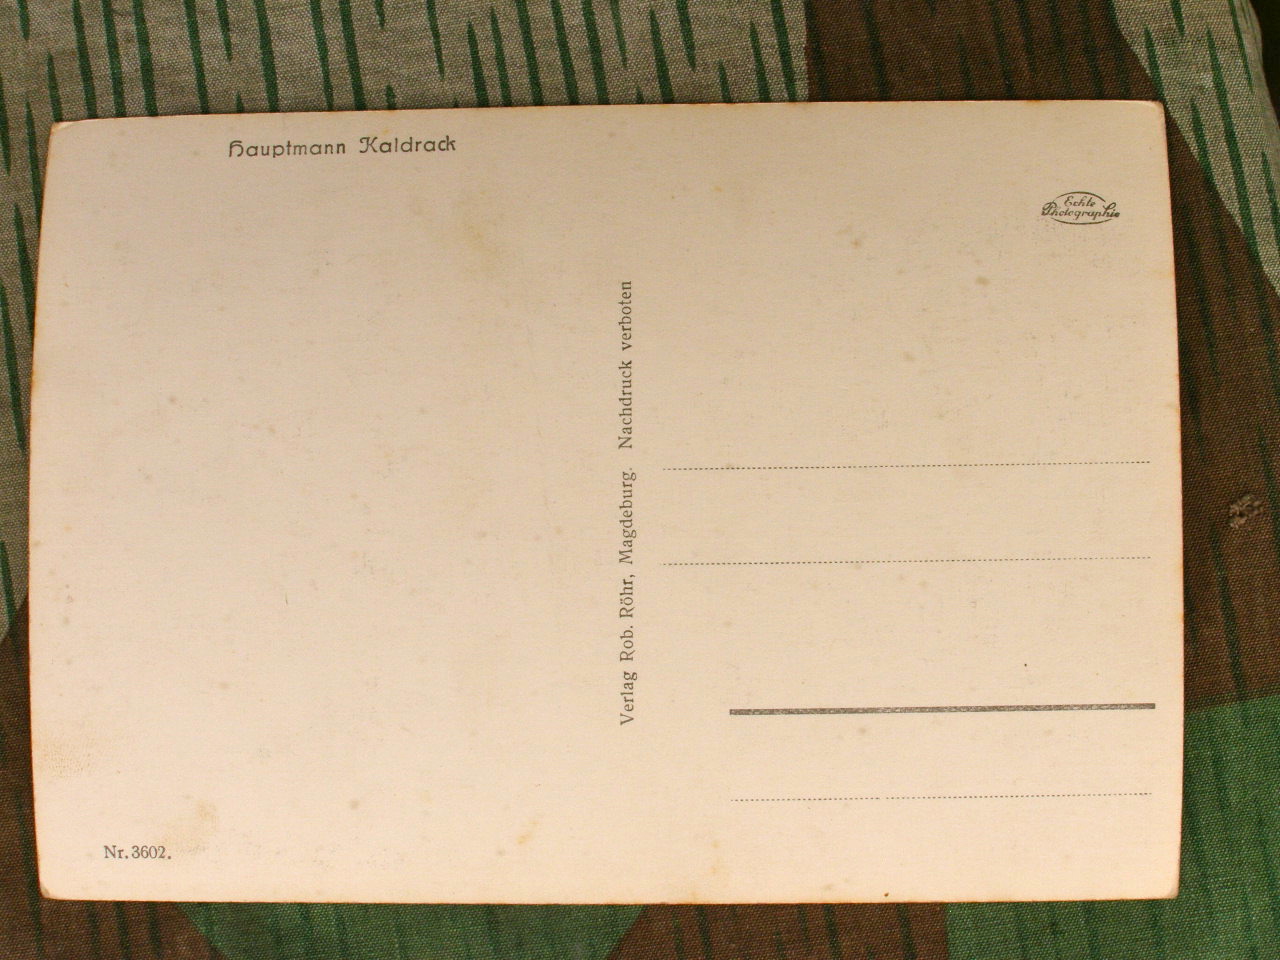 Hauptmann Kaldrack
Echte
Photographie
Verlag Rob. Röhr, Magdeburg. Nachdruck verboten
Nr. 3602.